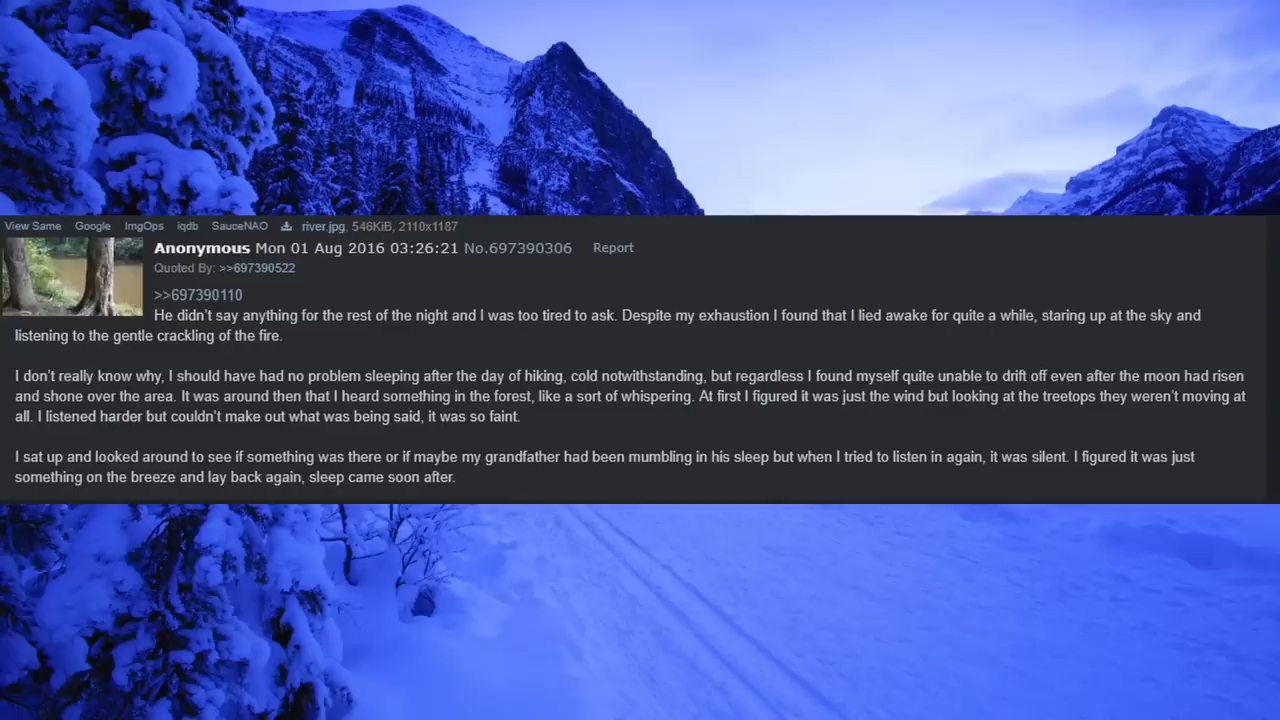 View Same Google ImgOps iqdb SauceNAO river.jpg, 546KiB, 2110x1187
Anonymous Mon 01 Aug 2016 03:26:21 No.697390306 Report
Quoted By: >>697390522
>>697390110
He didn’t say anything for the rest of the night and I was too tired to ask. Despite my exhaustion I found that I lied awake for quite a while, staring up at the sky and
listening to the gentle crackling of the fire.
I don’t really know why, I should have had no problem sleeping after the day of hiking, cold notwithstanding, but regardless I found myself quite unable to drift off even after the moon had risen
and shone over the area. It was around then that I heard something in the forest, like a sort of whispering. At first I figured it was just the wind but looking at the treetops they weren’t moving at
all. I listened harder but couldn’t make out what was being said, it was so faint.
I sat up and looked around to see if something was there or if maybe my grandfather had been mumbling in his sleep but when I tried to listen in again, it was silent. I figured it was just
something on the breeze and lay back again, sleep came soon after.